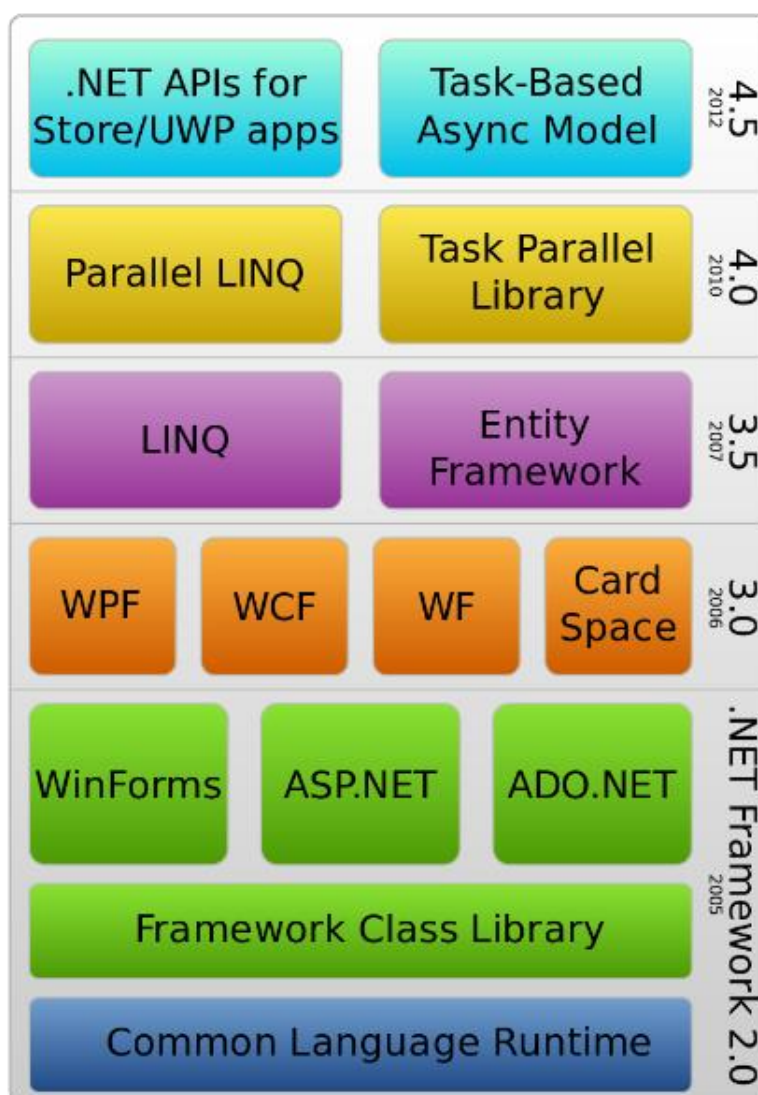 .NET APIs for
Store/UWP apps
Task-Based
Async Model
4.5
2012
Parallel LINQ
Task Parallel
Library
4.0
2010
LINQ
Entity
Framework
3.5
2007
WPF
WCF
WF
Card
Space
3.0
2006
WinForms
ASP.NET
ADO.NET
Framework Class Library
Common Language Runtime
.NET Framework 2.0
2005